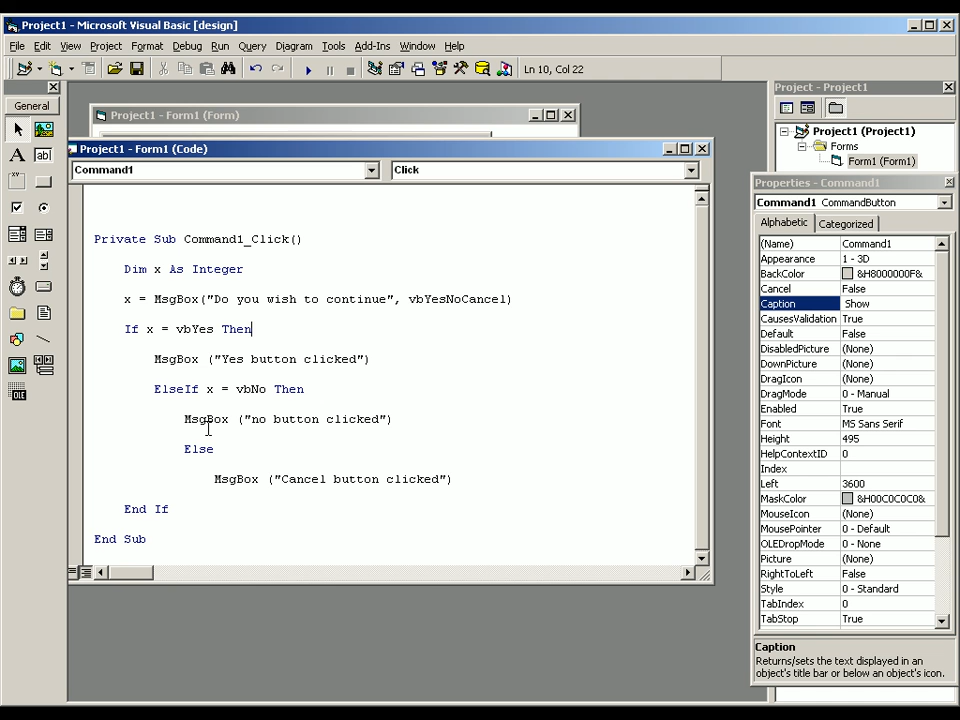 Project1 - Microsoft Visual Basic [design]
File Edit View Project Format Debug Run Query Diagram Tools Add-Ins Window Help
Ln 10, Col 22
General
A
ab|
xy
OLE
Project1 - Form1 (Form)
Project1 - Form1 (Code)
Command1
Click
Private Sub Command1_Click()
Dim x As Integer
x = MsgBox("Do you wish to continue", vbYesNoCancel)
If x = vbYes Then
MsgBox ("Yes button clicked")
ElseIf x = vbNo Then
MsgBox ("no button clicked")
Else
MsgBox ("Cancel button clicked")
End If
End Sub
Project - Project1
Project1 (Project1)
Forms
Form1 (Form1)
Properties - Command1
Command1 CommandButton
Alphabetic Categorized
(Name) Command1
Appearance 1 - 3D
BackColor &H8000000F&
Cancel False
Caption Show
CausesValidation True
Default False
DisabledPicture (None)
DownPicture (None)
DragIcon (None)
DragMode 0 - Manual
Enabled True
Font MS Sans Serif
Height 495
HelpContextID 0
Index
Left 3600
MaskColor &H00C0C0C0&
MouseIcon (None)
MousePointer 0 - Default
OLEDropMode 0 - None
Picture (None)
RightToLeft False
Style 0 - Standard
TabIndex 0
TabStop True
Caption
Returns/sets the text displayed in an
object's title bar or below an object's icon.